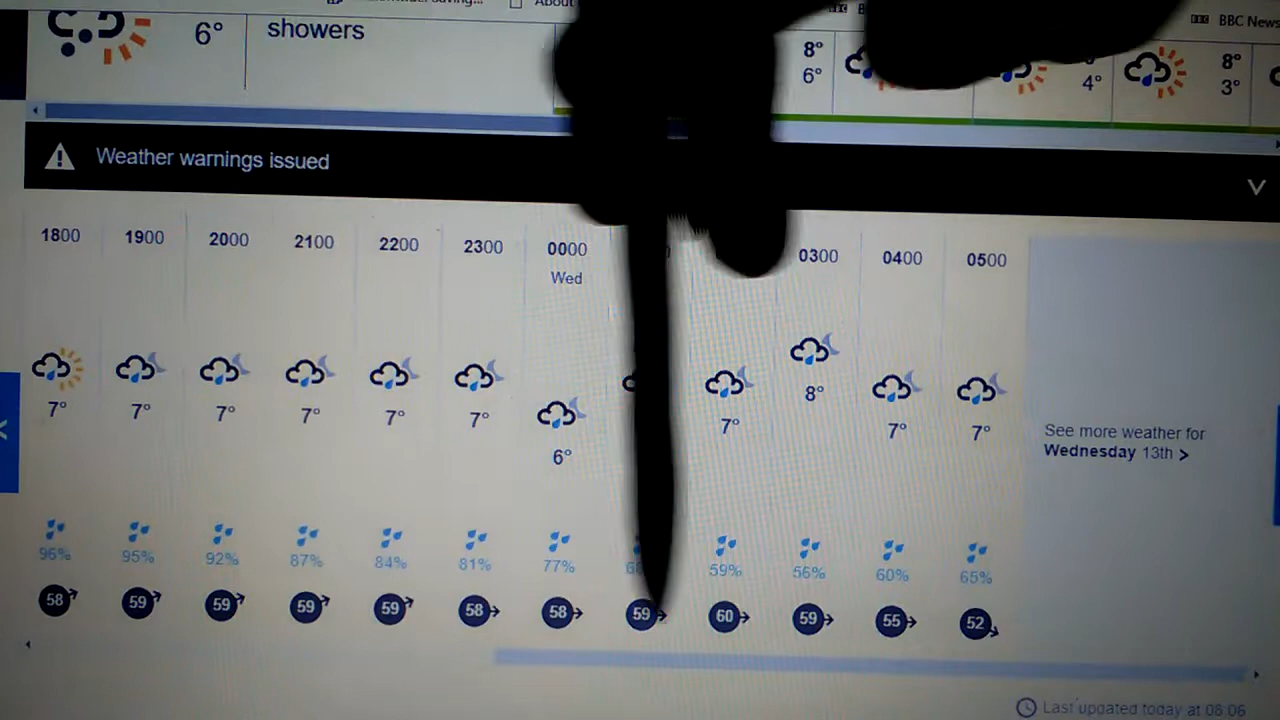 About
BBC News
6° showers
8°
6°
4°
8°
3°
Weather warnings issued
1800 1900 2000 2100 2200 2300 0000 0300 0400 0500
Wed
7° 7° 7° 7° 7° 7° 6° 7° 8° 7° 7°
See more weather for
Wednesday 13th >
96% 95% 92% 87% 84% 81% 77% 59% 56% 60% 65%
58 59 59 59 59 58 58 59 60 59 55 52
Last updated today at 08:06